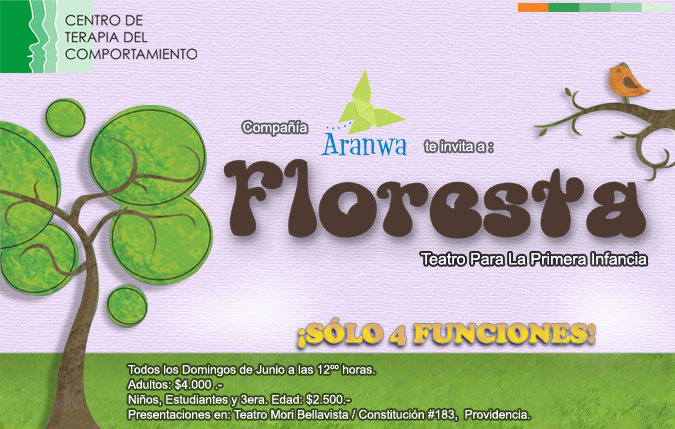 CENTRO DE
TERAPIA DEL
COMPORTAMIENTO
Compañía Aranwa te invita a :
Floresta
Teatro Para La Primera Infancia
¡SÓLO 4 FUNCIONES!
Todos los Domingos de Junio a las 12ºº horas.
Adultos: $4.000 .-
Niños, Estudiantes y 3era. Edad: $2.500.-
Presentaciones en: Teatro Mori Bellavista / Constitución #183, Providencia.